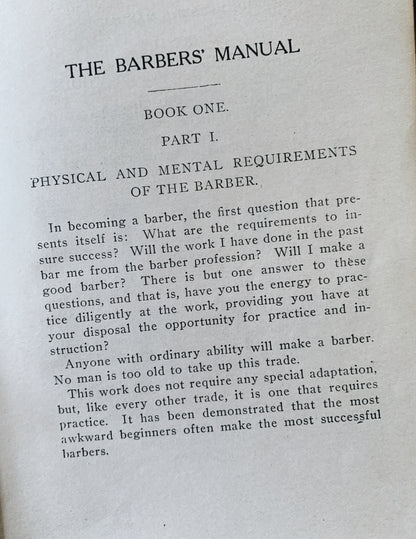 THE BARBERS' MANUAL
BOOK ONE.
PART I.
PHYSICAL AND MENTAL REQUIREMENTS
OF THE BARBER.
In becoming a barber, the first question that pre-
sents itself is: What are the requirements to in-
sure success? Will the work I have done in the past
bar me from the barber profession? Will I make a
good barber? There is but one answer to these
questions, and that is, have you the energy to prac-
tice diligently at the work, providing you have at
your disposal the opportunity for practice and in-
struction?
Anyone with ordinary ability will make a barber.
No man is too old to take up this trade.
This work does not require any special adaptation,
but, like every other trade, it is one that requires
practice. It has been demonstrated that the most
awkward beginners often make the most successful
barbers.